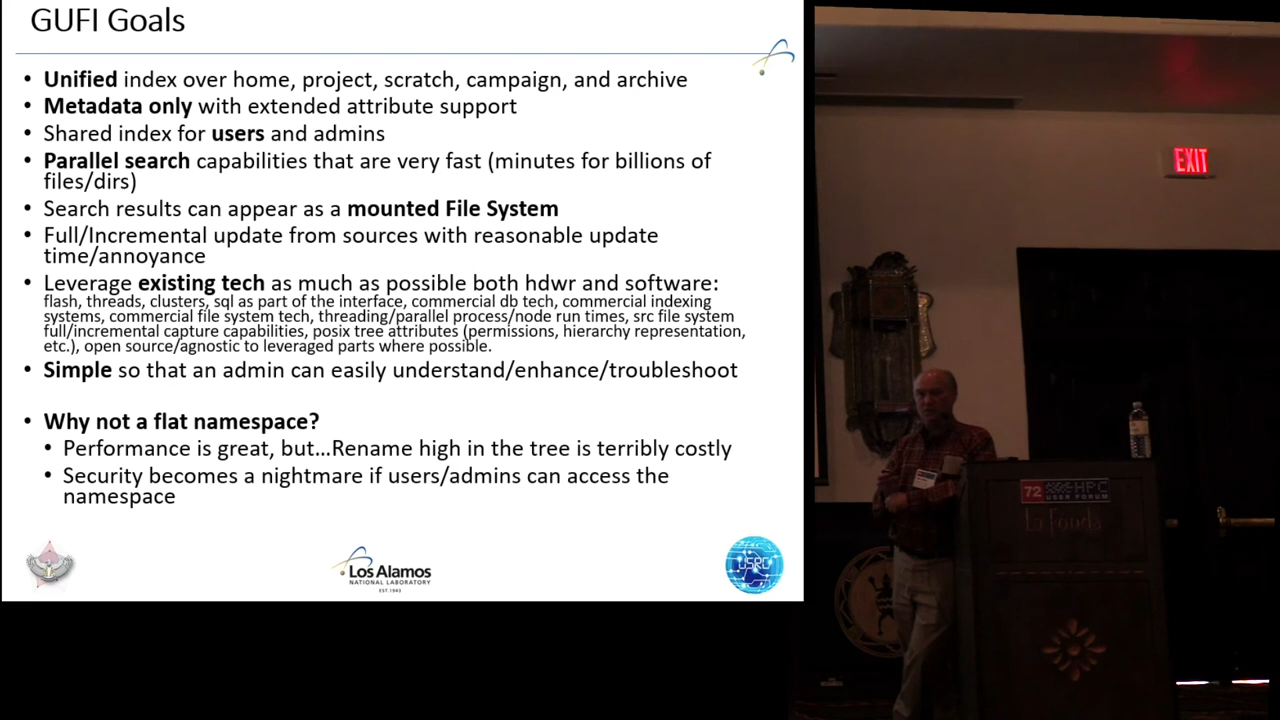 GUFI Goals
• Unified index over home, project, scratch, campaign, and archive
• Metadata only with extended attribute support
• Shared index for users and admins
• Parallel search capabilities that are very fast (minutes for billions of
files/dirs)
• Search results can appear as a mounted File System
• Full/Incremental update from sources with reasonable update
time/annoyance
• Leverage existing tech as much as possible both hdwr and software:
flash, threads, clusters, sql as part of the interface, commercial db tech, commercial indexing
systems, commercial file system tech, threading/parallel process/node run times, src file system
full/incremental capture capabilities, posix tree attributes (permissions, hierarchy representation,
etc.), open source/agnostic to leveraged parts where possible.
• Simple so that an admin can easily understand/enhance/troubleshoot
• Why not a flat namespace?
• Performance is great, but...Rename high in the tree is terribly costly
• Security becomes a nightmare if users/admins can access the
namespace
Los Alamos
NATIONAL LABORATORY
EST.1943
USRC
EXIT
72 HPC
USER FORUM
La Fonda